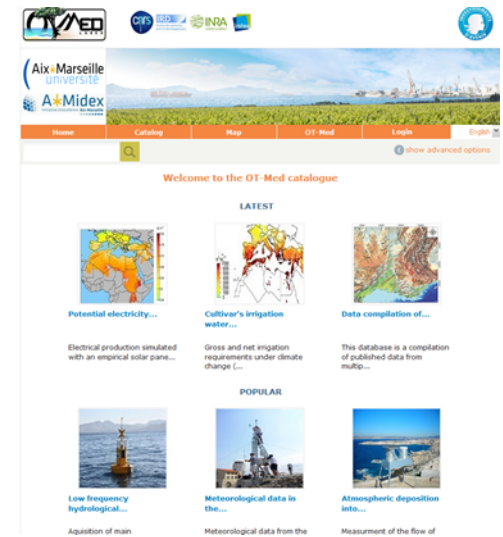 OT-MED
LABEX
cnrs IRD INRA
Aix*Marseille
université
A*Midex
Home Catalog Map OT-Med Login English
show advanced options
Welcome to the OT-Med catalogue
LATEST
Potential electricity... Cultivar's irrigation Data compilation of...
water...
Electrical production simulated Gross and net irrigation This database is a compilation
with an empirical solar pane... requirements under climate of published data from
change (... multip...
POPULAR
Low frequency Meteorological data in Atmospheric deposition
hydrological... the... into...
Aquisition of main Meteorological data from the Measurment of the flow of